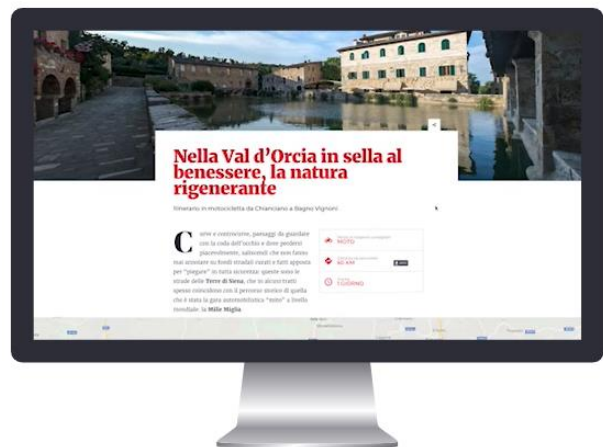 Nella Val d'Orcia in sella al
benessere, la natura
rigenerante
Itinerario in motocicletta da Chianciano a Bagno Vignoni
Curve e controcurve, paesaggi da guardare
con la coda dell'occhio e dove perdersi
piacevolmente, saliscendi che non fanno
mai annoiare su fondi stradali curati e tutti apposta
per "piegare" in tutta sicurezza: queste sono le
strade delle Terre di Siena, che in alcuni tratti
spesso coincidono con il percorso storico di quella
che è stata la gara automobilistica "mito" a livello
mondiale: la Mille Miglia
MOTO
60 KM
1 GIORNO